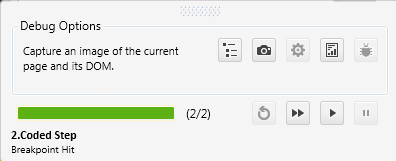 Debug Options
Capture an image of the current
page and its DOM.
(2/2)
2.Coded Step
Breakpoint Hit